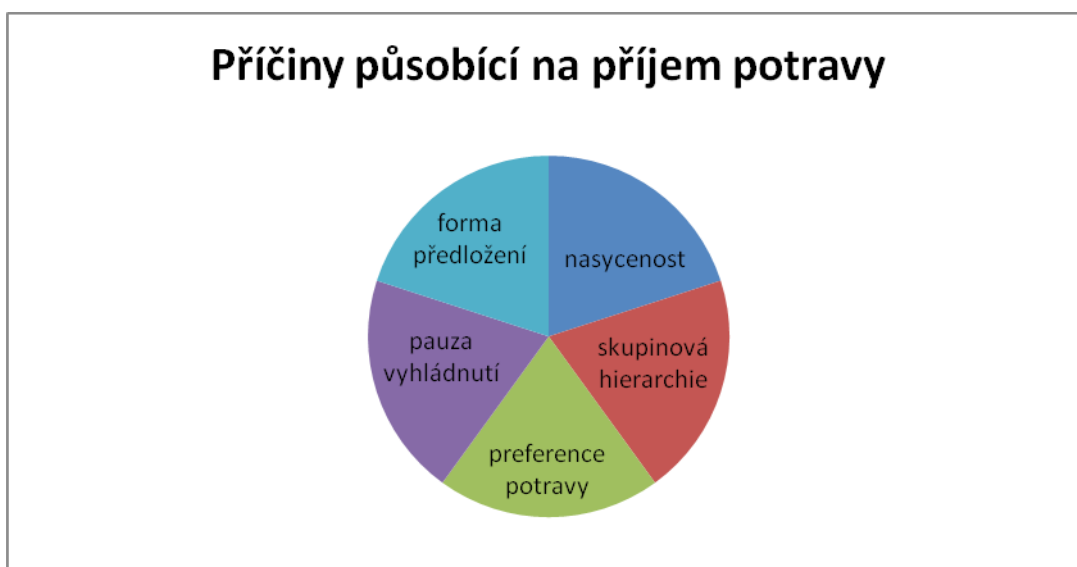 Příčiny působící na příjem potravy
forma
předložení
nasycenost
pauza
vyhládnutí
skupinová
hierarchie
preference
potravy